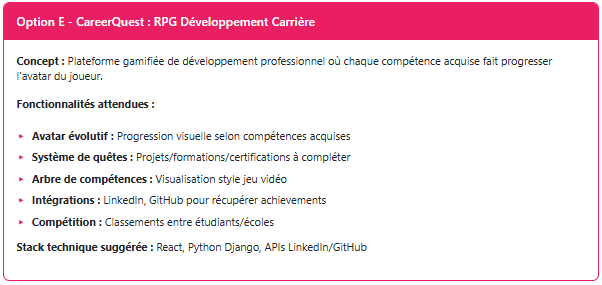 Option E - CareerQuest : RPG Développement Carrière
Concept : Plateforme gamifiée de développement professionnel où chaque compétence acquise fait progresser
l'avatar du joueur.
Fonctionnalités attendues :
▸ Avatar évolutif : Progression visuelle selon compétences acquises
▸ Système de quêtes : Projets/formations/certifications à compléter
▸ Arbre de compétences : Visualisation style jeu vidéo
▸ Intégrations : LinkedIn, GitHub pour récupérer achievements
▸ Compétition : Classements entre étudiants/écoles
Stack technique suggérée : React, Python Django, APIs LinkedIn/GitHub